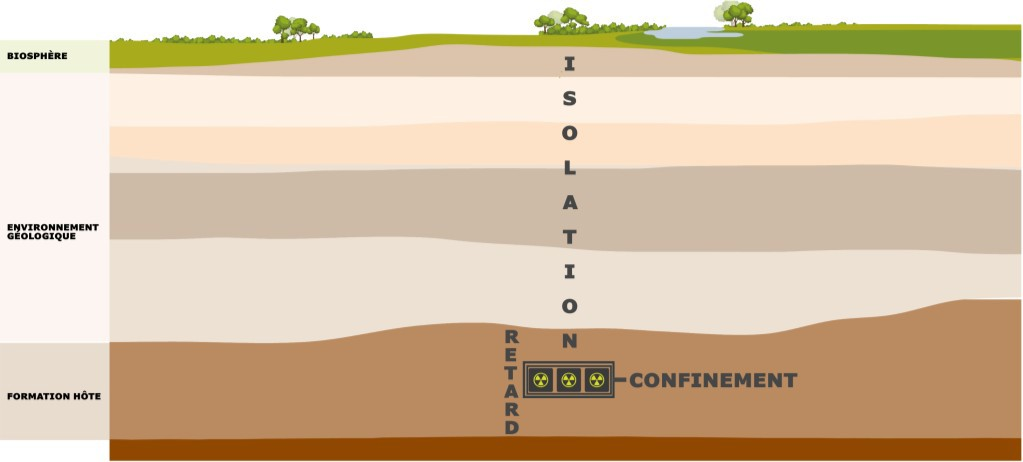 BIOSPHÈRE
ENVIRONNEMENT
GÉOLOGIQUE
FORMATION HÔTE
ISOLATION
RETARD
CONFINEMENT